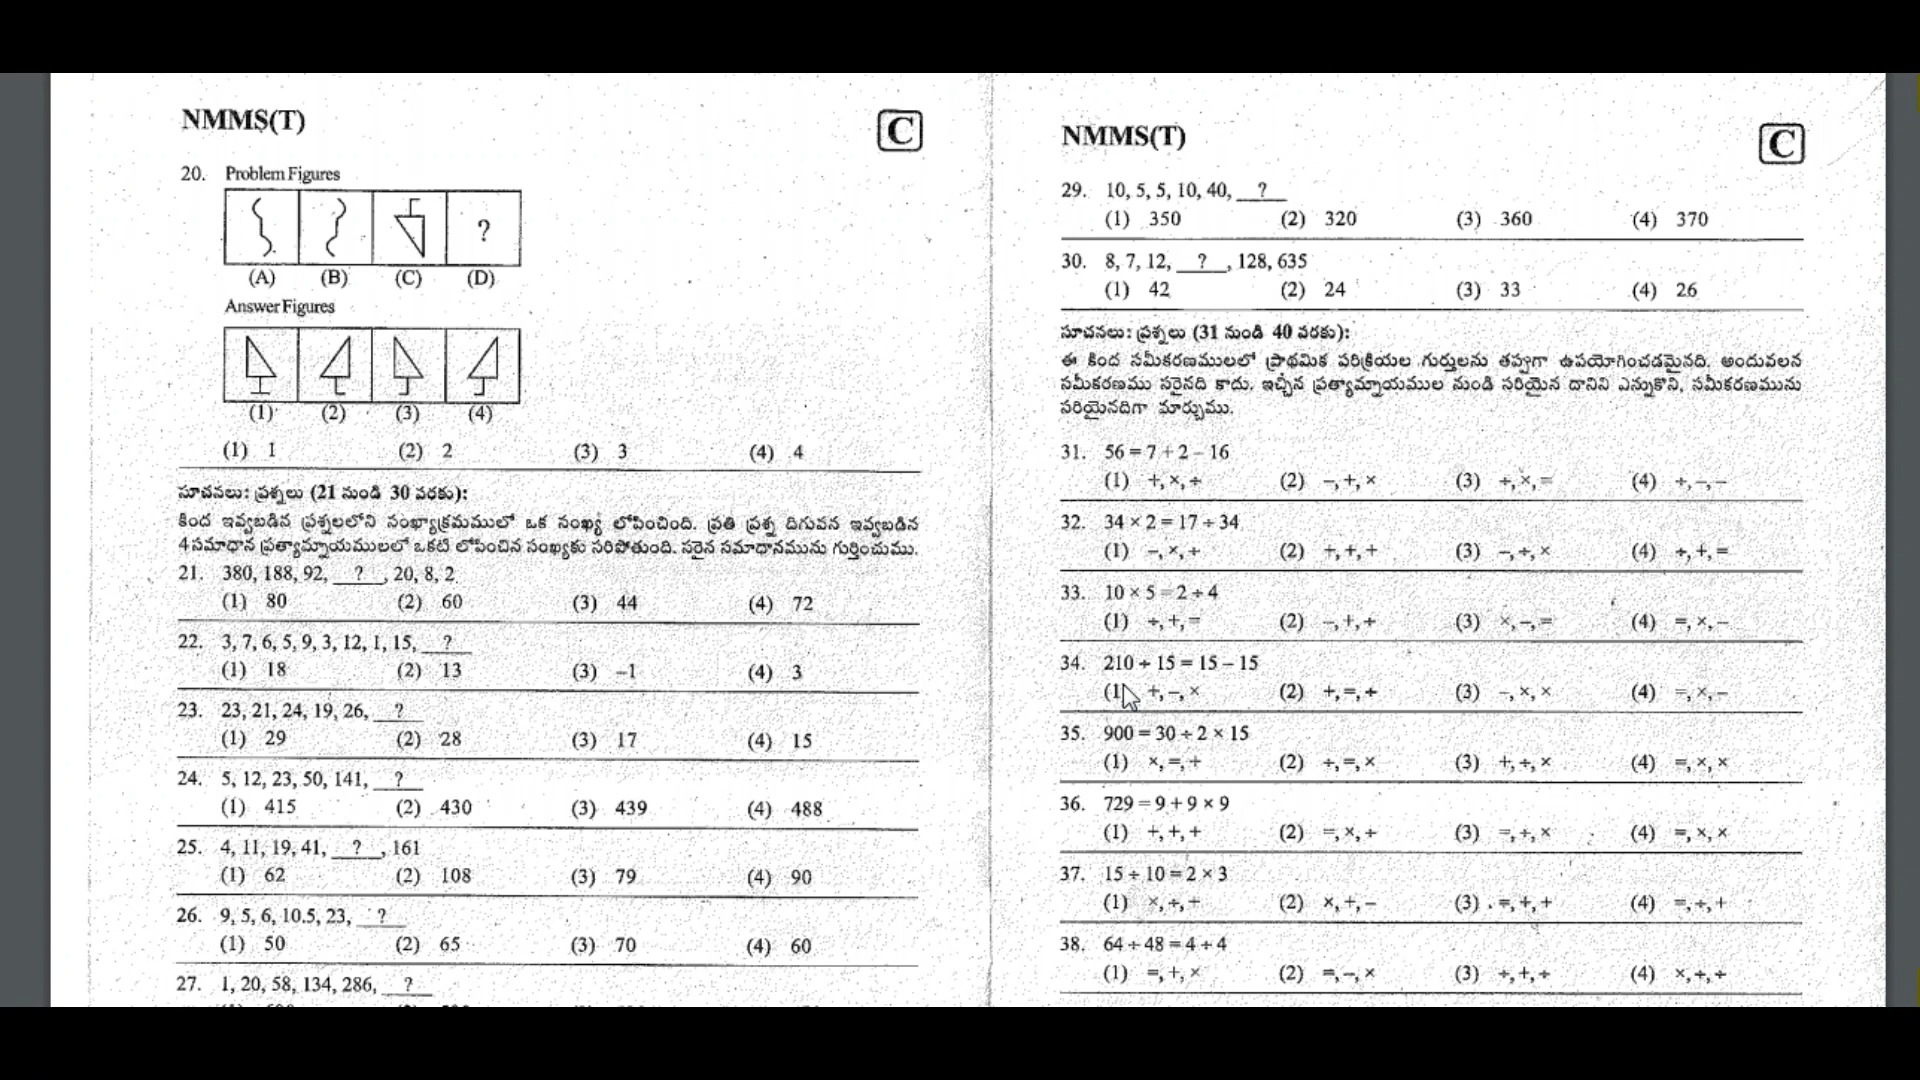 NMMS(T)
C
20. Problem Figures
?
(A) (B) (C) (D)
Answer Figures
(1) (2) (3) (4)
(1) 1 (2) 2 (3) 3 (4) 4
సూచనలు: ప్రశ్నలు (21 నుండి 30 వరకు):
కింద ఇవ్వబడిన ప్రశ్నలలోని సంఖ్యాక్రమములో ఒక సంఖ్య లోపించింది. ప్రతి ప్రశ్న దిగువన ఇవ్వబడిన
4 సమాధాన ప్రత్యామ్నాయములలో ఒకటి లోపించిన సంఖ్యకు సరిపోతుంది. సరైన సమాధానమును గుర్తించుము.
21. 380, 188, 92, ? , 20, 8, 2
(1) 80 (2) 60 (3) 44 (4) 72
22. 3, 7, 6, 5, 9, 3, 12, 1, 15, ?
(1) 18 (2) 13 (3) –1 (4) 3
23. 23, 21, 24, 19, 26, ?
(1) 29 (2) 28 (3) 17 (4) 15
24. 5, 12, 23, 50, 141, ?
(1) 415 (2) 430 (3) 439 (4) 488
25. 4, 11, 19, 41, ? , 161
(1) 62 (2) 108 (3) 79 (4) 90
26. 9, 5, 6, 10.5, 23, ?
(1) 50 (2) 65 (3) 70 (4) 60
27. 1, 20, 58, 134, 286, ?
NMMS(T)
C
29. 10, 5, 5, 10, 40, ?
(1) 350 (2) 320 (3) 360 (4) 370
30. 8, 7, 12, ? , 128, 635
(1) 42 (2) 24 (3) 33 (4) 26
సూచనలు: ప్రశ్నలు (31 నుండి 40 వరకు):
ఈ కింద సమీకరణములలో ప్రాథమిక పరిక్రియల గుర్తులను తప్పుగా ఉపయోగించడమైనది. అందువలన
సమీకరణము సరైనది కాదు. ఇచ్చిన ప్రత్యామ్నాయముల నుండి సరియైన దానిని ఎన్నుకొని, సమీకరణమును
సరియైనదిగా మార్చుము.
31. 56 = 7 + 2 – 16
(1) +, ×, ÷ (2) –, +, × (3) ÷, ×, = (4) +, –, –
32. 34 × 2 = 17 ÷ 34
(1) –, ×, ÷ (2) +, +, + (3) –, ÷, × (4) ÷, +, =
33. 10 × 5 = 2 ÷ 4
(1) ÷, +, = (2) –, +, ÷ (3) ×, –, = (4) =, ×, –
34. 210 ÷ 15 = 15 – 15
(1) +, –, × (2) +, =, ÷ (3) –, ×, × (4) =, ×, –
35. 900 = 30 ÷ 2 × 15
(1) ×, =, + (2) ÷, =, × (3) +, ÷, × (4) =, ×, ×
36. 729 = 9 + 9 × 9
(1) +, +, + (2) =, ×, + (3) =, ÷, × (4) =, ×, ×
37. 15 ÷ 10 = 2 × 3
(1) ×, ÷, + (2) ×, +, – (3) =, +, + (4) =, ÷, +
38. 64 ÷ 48 = 4 ÷ 4
(1) =, +, × (2) =, –, × (3) ÷, +, ÷ (4) ×, +, ÷